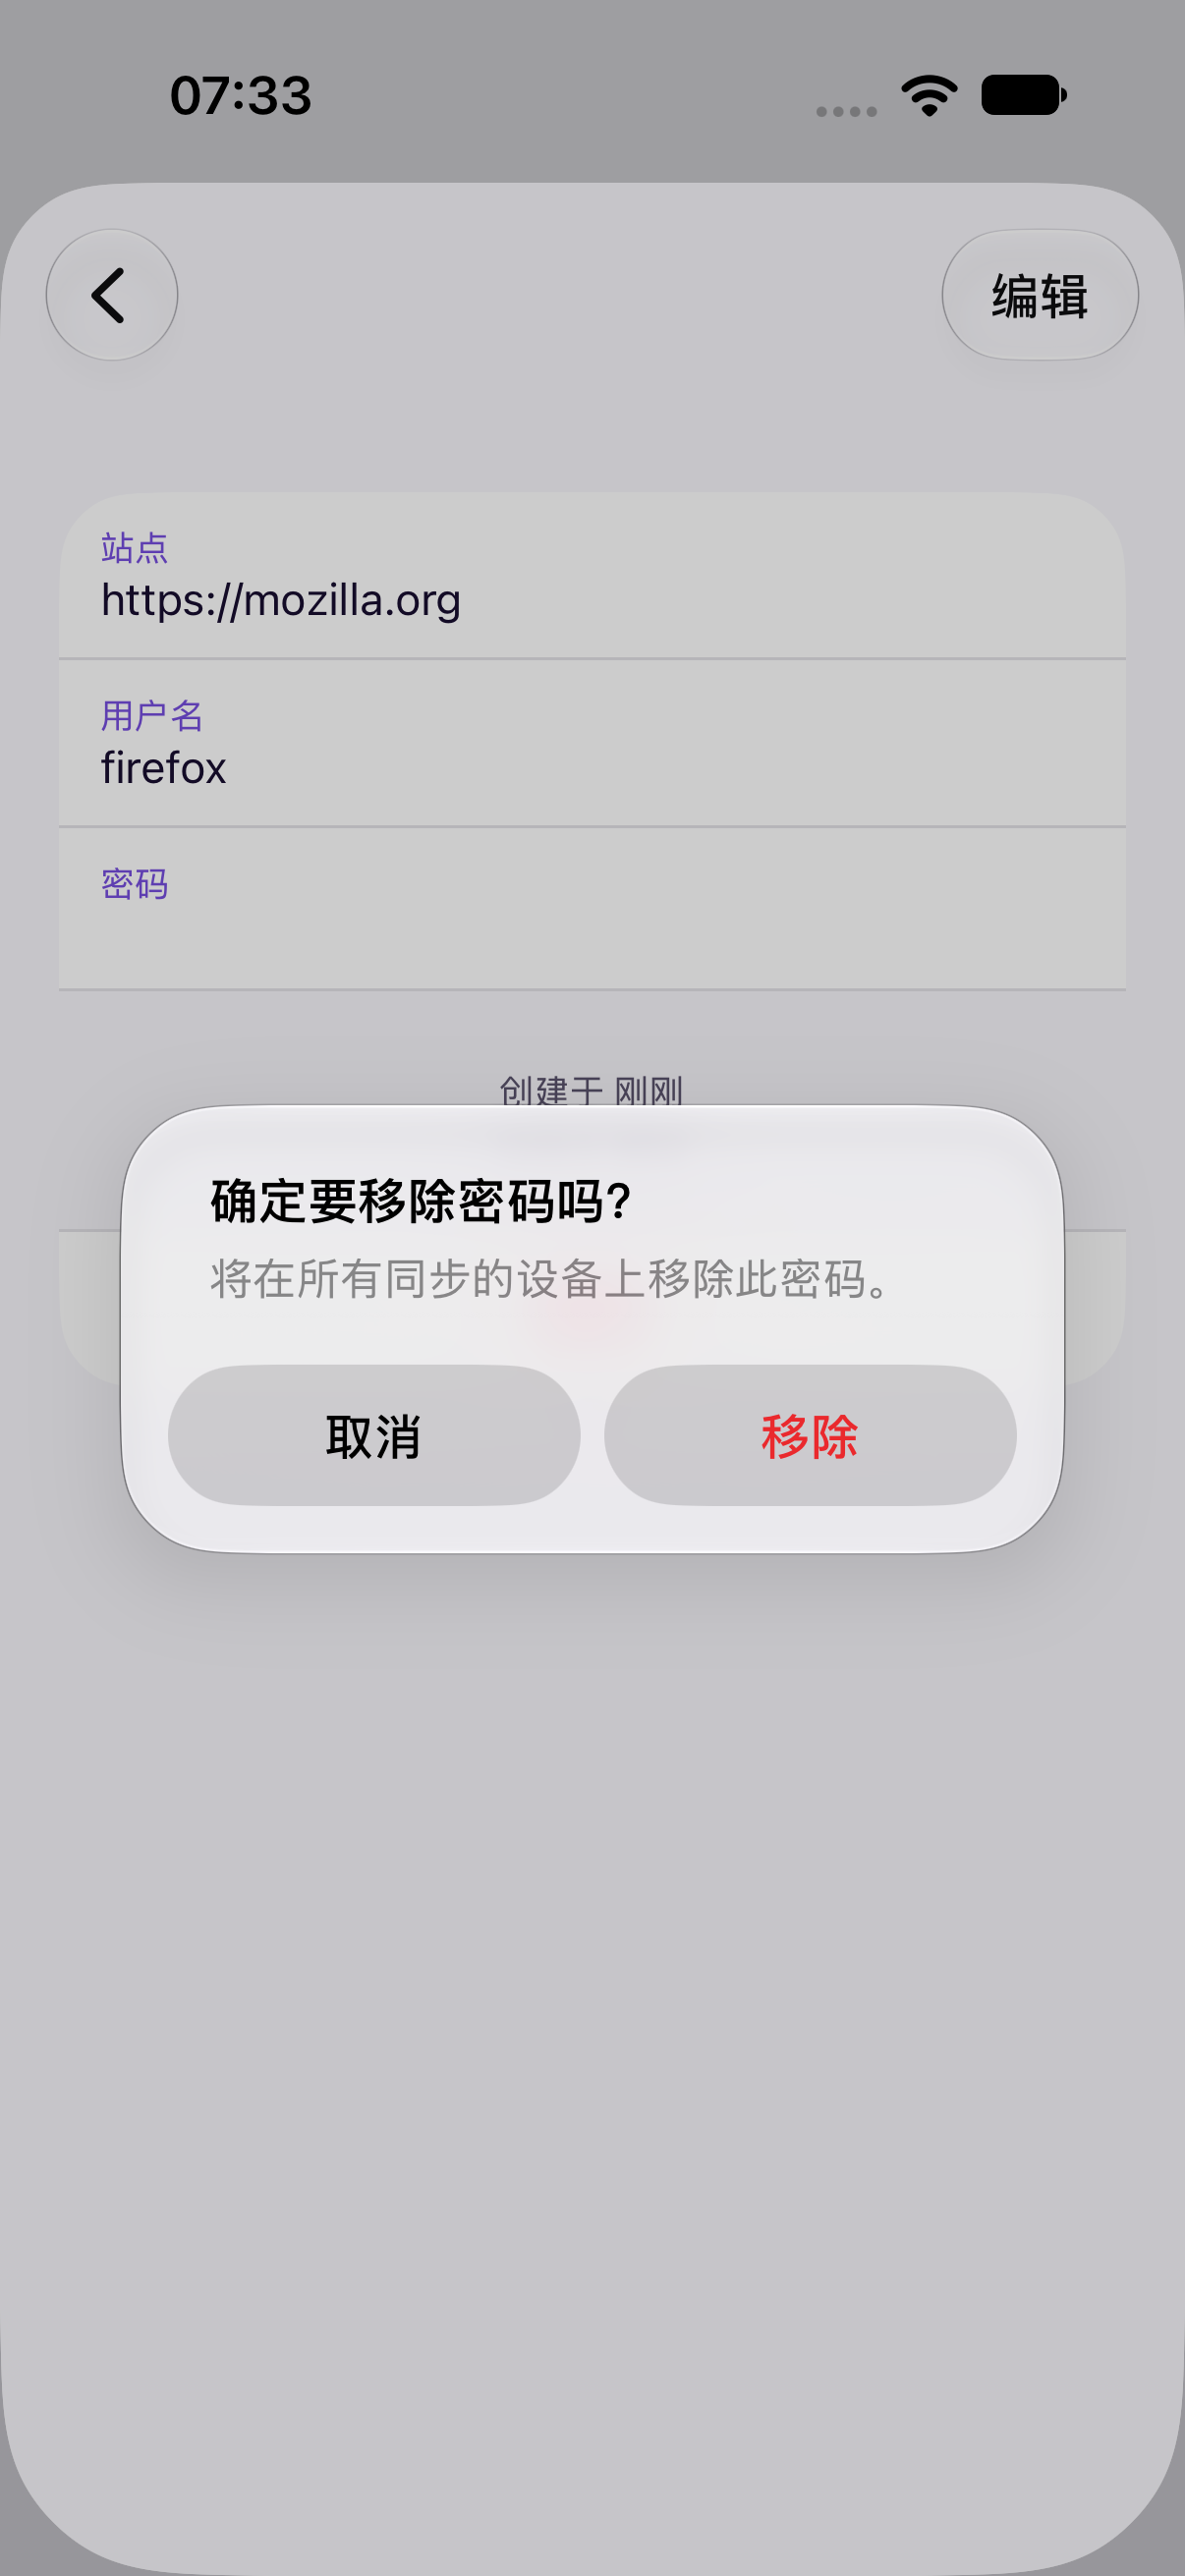 07:33
编辑
站点
https://mozilla.org
用户名
firefox
密码
创建于 刚刚
确定要移除密码吗?
将在所有同步的设备上移除此密码。
取消
移除